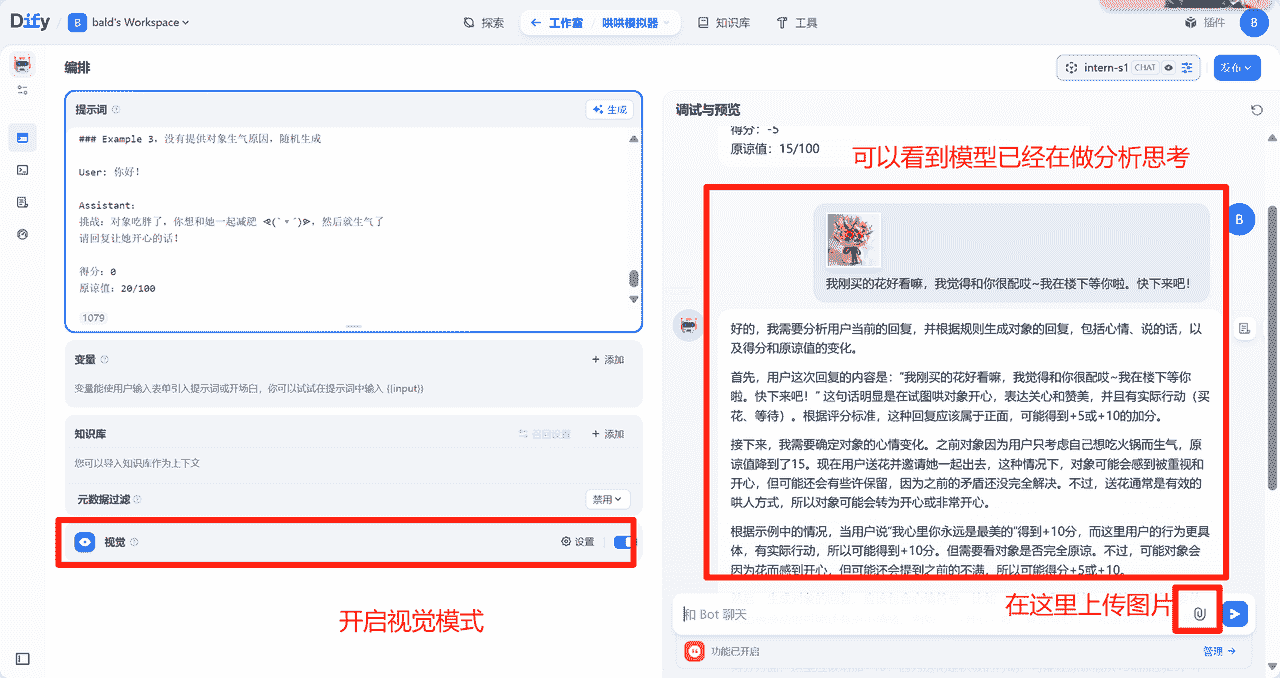 Dify
B bald's Workspace
探索
工作室
哄哄模拟器
知识库
工具
插件
B
编排
intern-s1 CHAT
发布
提示词
生成
### Example 3，没有提供对象生气原因，随机生成
User: 你好！
Assistant:
挑战：对象吃胖了，你想和她一起减肥
，然后就生气了
请回复让她开心的话！
得分：0
原谅值：20/100
1079
变量
+ 添加
变量能使用户输入表单引入提示词或开场白，你可以试试在提示词中输入 {{input}}
知识库
召回设置
+ 添加
您可以导入知识库作为上下文
元数据过滤
禁用
视觉
设置
开启视觉模式
调试与预览
得分：-5
原谅值：15/100
可以看到模型已经在做分析思考
B
我刚买的花好看嘛，我觉得和你很配哎~我在楼下等你啦。快下来吧！
好的，我需要分析用户当前的回复，并根据规则生成对象的回复，包括心情、说的话，以
及得分和原谅值的变化。
首先，用户这次回复的内容是：“我刚买的花好看嘛，我觉得和你很配哎~我在楼下等你
啦。快下来吧！” 这句话明显是在试图哄对象开心，表达关心和赞美，并且有实际行动（买
花、等待）。根据评分标准，这种回复应该属于正面，可能得到+5或+10的加分。
接下来，我需要确定对象的心情变化。之前对象因为用户只考虑自己想吃火锅而生气，原
谅值降到了15。现在用户送花并邀请她一起出去，这种情况下，对象可能会感到被重视和
开心，但可能还会有些许保留，因为之前的矛盾还没完全解决。不过，送花通常是有效的
哄人方式，所以对象可能会转为开心或非常开心。
根据示例中的情况，当用户说“我心里你永远是最美的”得到+10分，而这里用户的行为更具
体，有实际行动，所以可能得到+10分。但需要看对象是否完全原谅。不过，可能对象会
因为花而感到开心，但可能还会提到之前的不满，所以可能得分+5或+10。
在这里上传图片
和 Bot 聊天
功能已开启
管理